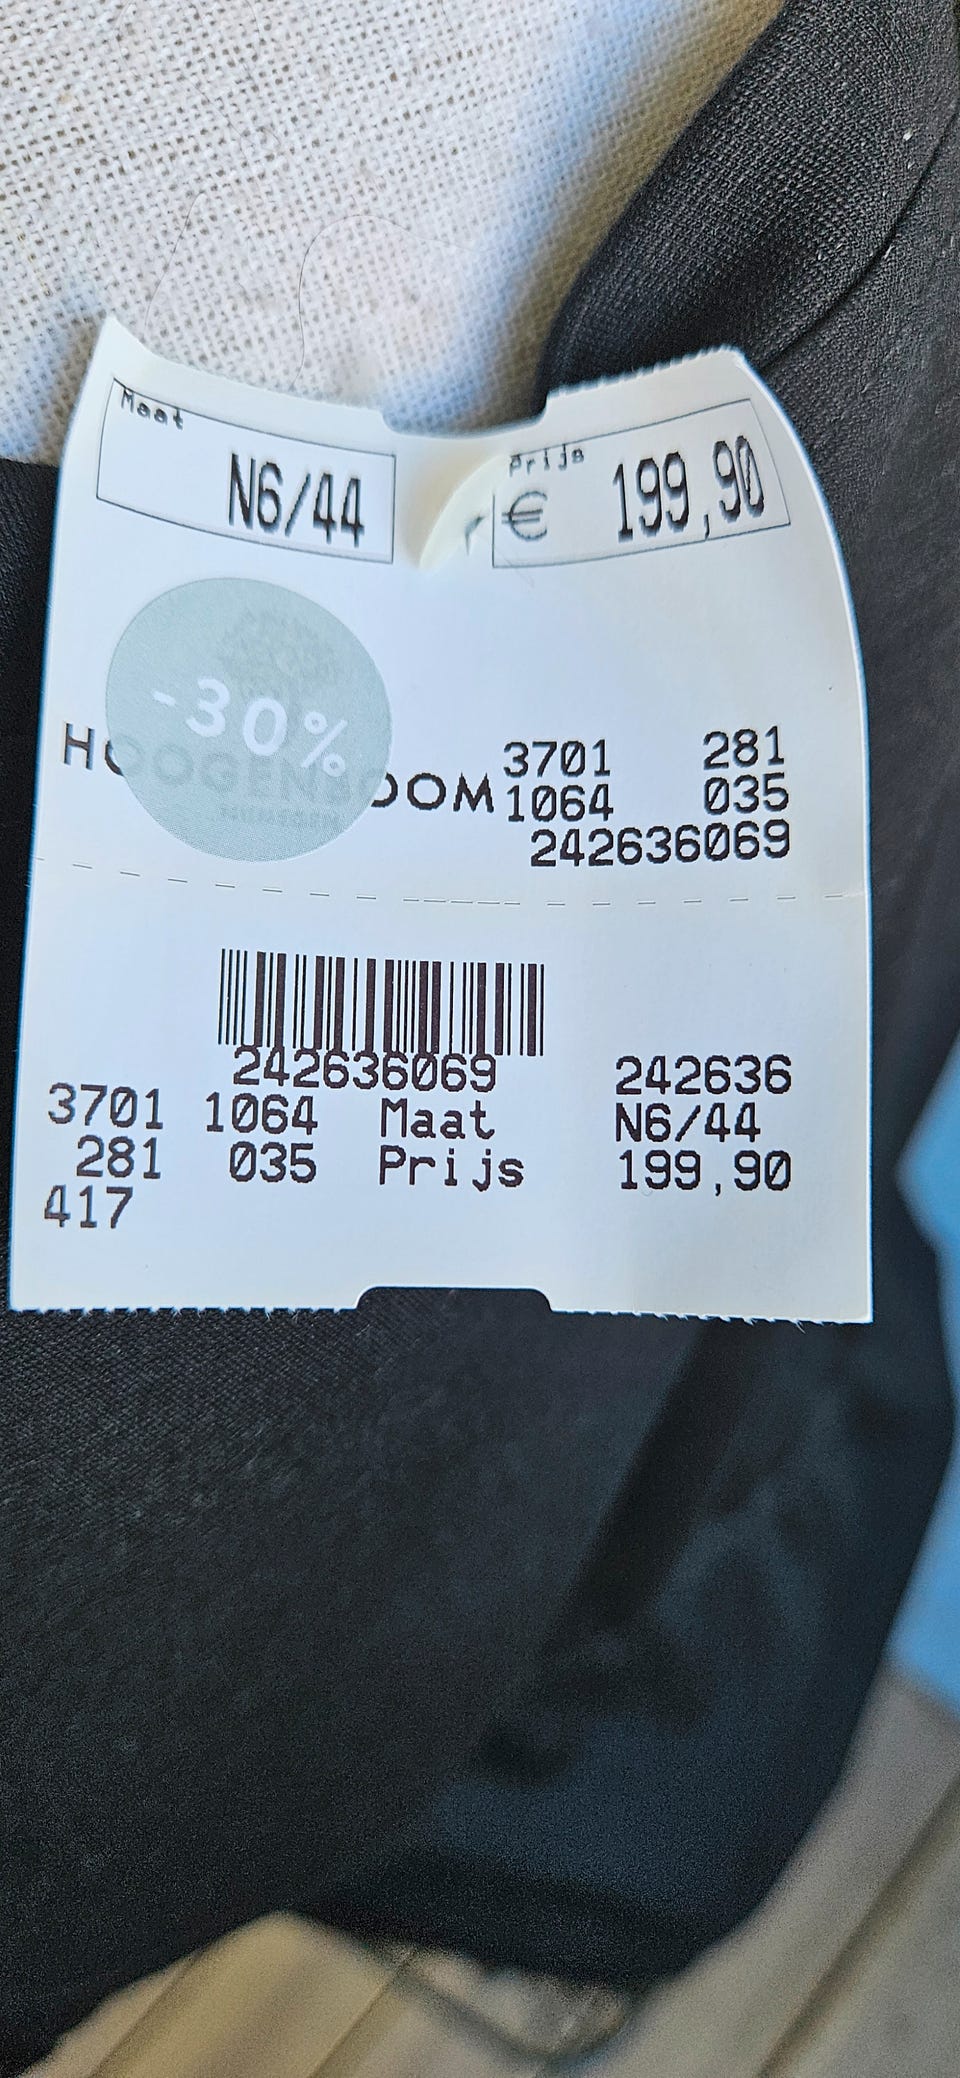 Maat
N6/44
Prijs
€ 199,90
-30%
HOOGENBOOM
3701 281
1064 035
242636069
242636069
242636
3701 1064 Maat N6/44
281 035 Prijs 199,90
417